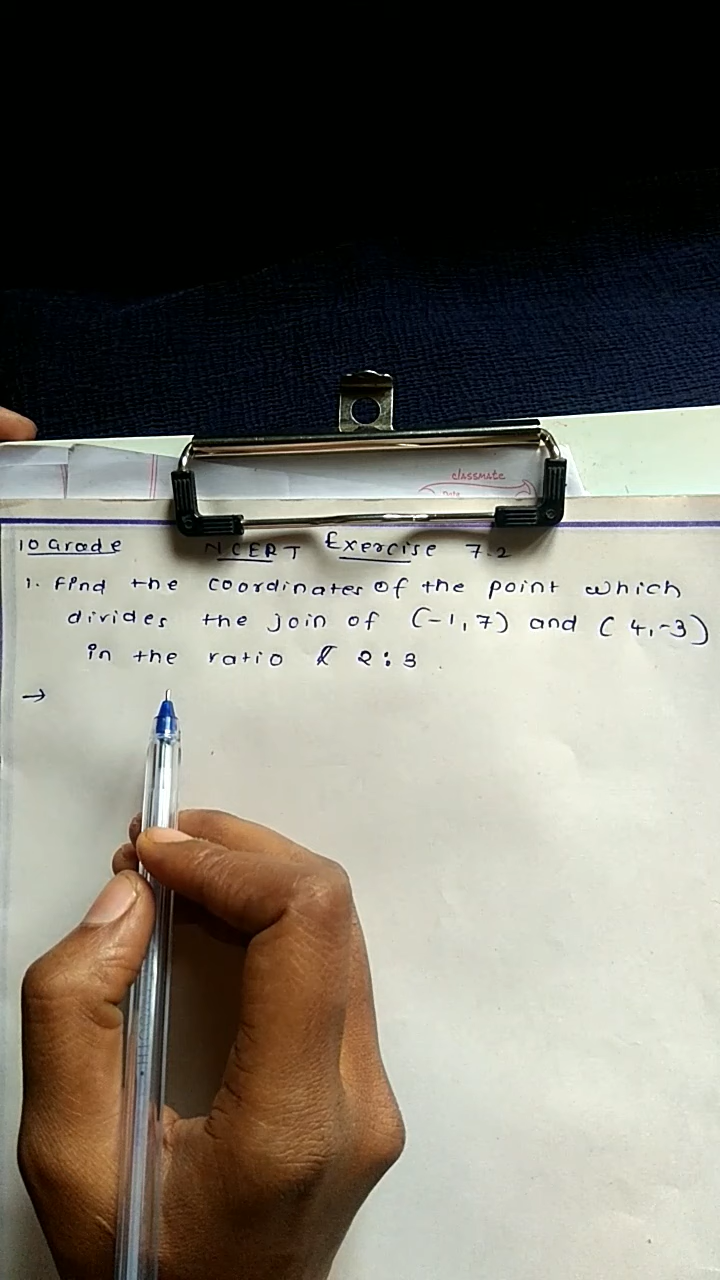 classmate
Date
10 Grade NCERT Exercise 7.2
1. Find the coordinates of the point which
divides the join of (-1, 7) and (4, -3)
in the ratio 2:3.
→